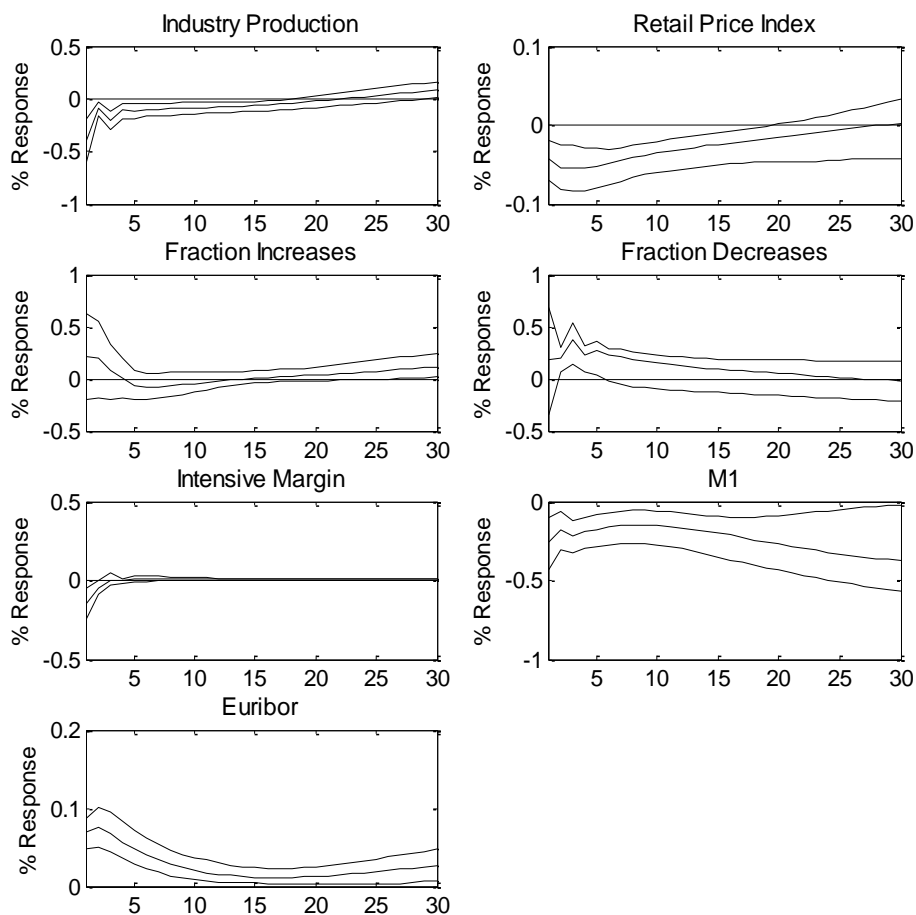 Industry Production
0.5
0
-0.5
-1
% Response
5 10 15 20 25 30
Retail Price Index
0.1
0
-0.1
% Response
5 10 15 20 25 30
Fraction Increases
1
0.5
0
-0.5
% Response
5 10 15 20 25 30
Fraction Decreases
1
0.5
0
-0.5
% Response
5 10 15 20 25 30
Intensive Margin
0.5
0
-0.5
% Response
5 10 15 20 25 30
M1
0
-0.5
-1
% Response
5 10 15 20 25 30
Euribor
0.2
0.1
0
% Response
5 10 15 20 25 30